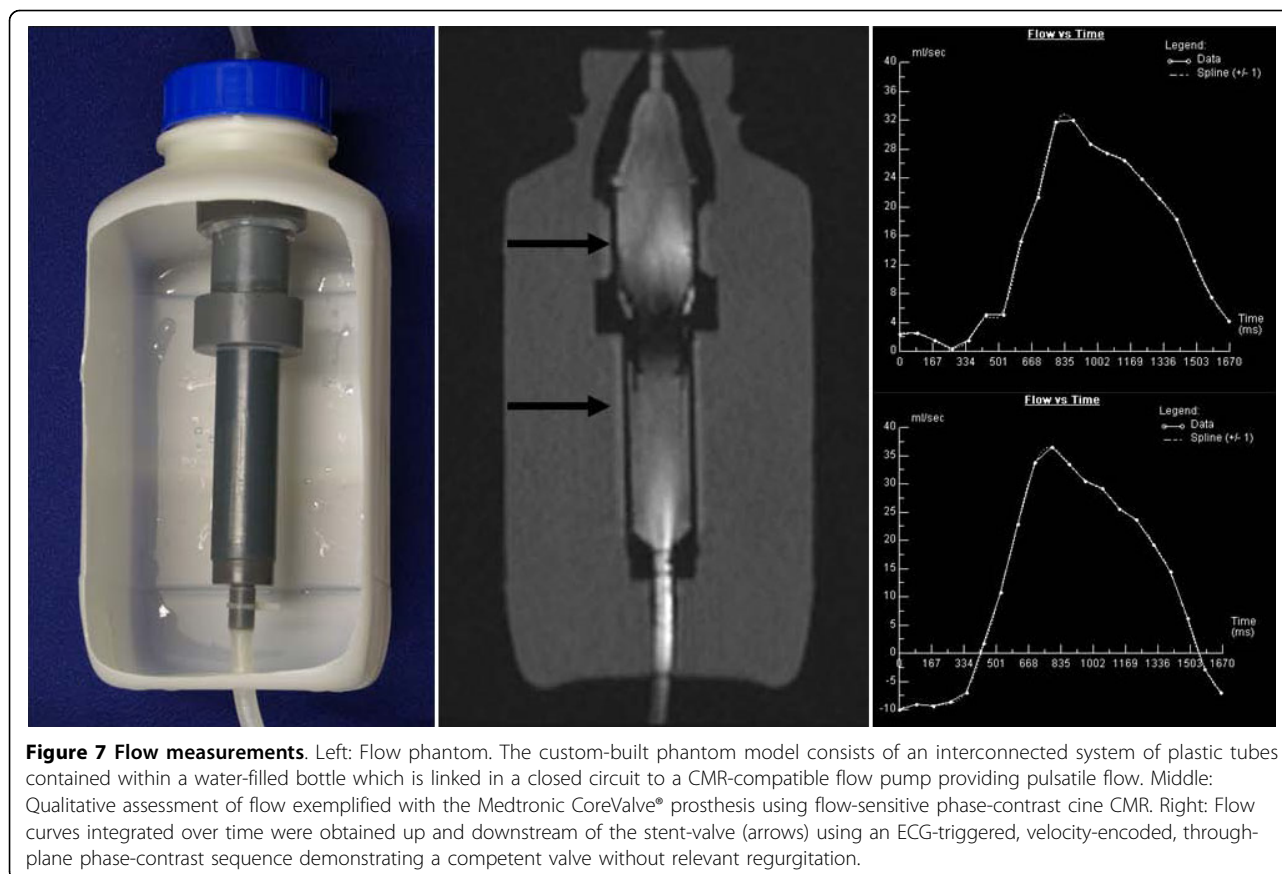 Flow vs Time
ml/sec
Legend:
Data
Spline (+/- 1)
40
36
32
28
24
20
16
12
8
4
0
Time
(ms)
0 167 334 501 668 835 1002 1169 1336 1503 1670
Flow vs Time
ml/sec
Legend:
Data
Spline (+/- 1)
40
35
30
25
20
15
10
5
0
-5
-10
Time
(ms)
0 167 334 501 668 835 1002 1169 1336 1503 1670
Figure 7 Flow measurements. Left: Flow phantom. The custom-built phantom model consists of an interconnected system of plastic tubes
contained within a water-filled bottle which is linked in a closed circuit to a CMR-compatible flow pump providing pulsatile flow. Middle:
Qualitative assessment of flow exemplified with the Medtronic CoreValve® prosthesis using flow-sensitive phase-contrast cine CMR. Right: Flow
curves integrated over time were obtained up and downstream of the stent-valve (arrows) using an ECG-triggered, velocity-encoded, through-
plane phase-contrast sequence demonstrating a competent valve without relevant regurgitation.